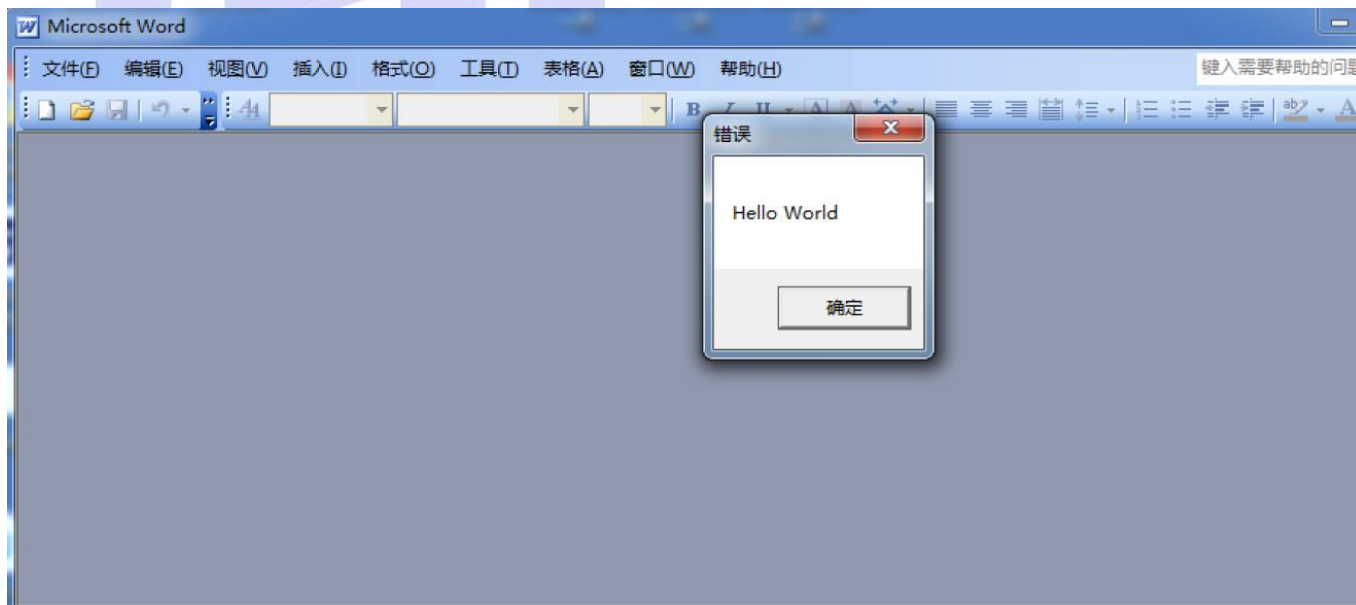 Microsoft Word
文件(F) 编辑(E) 视图(V) 插入(I) 格式(O) 工具(T) 表格(A) 窗口(W) 帮助(H) 键入需要帮助的问题
错误
Hello World
确定